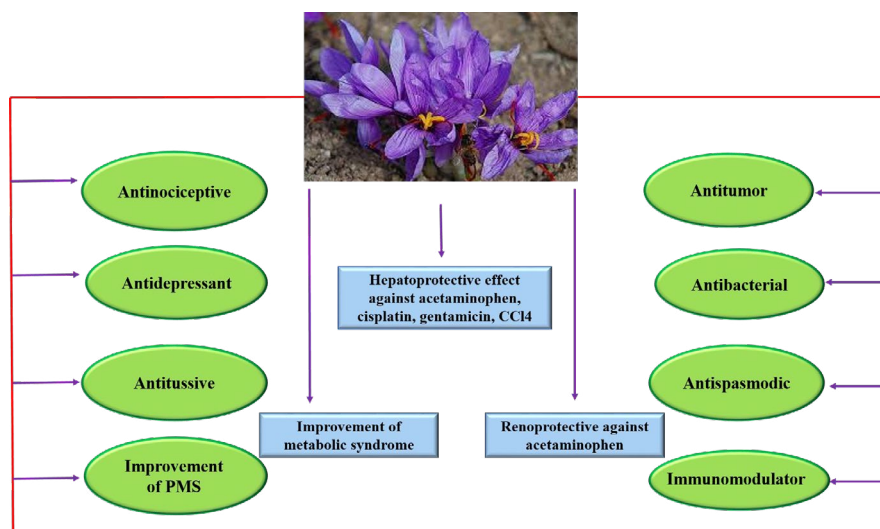 Antinociceptive
Antidepressant
Antitussive
Improvement
of PMS
Hepatoprotective effect
against acetaminophen,
cisplatin, gentamicin, CCl4
Improvement of
metabolic syndrome
Renoprotective against
acetaminophen
Antitumor
Antibacterial
Antispasmodic
Immunomodulator